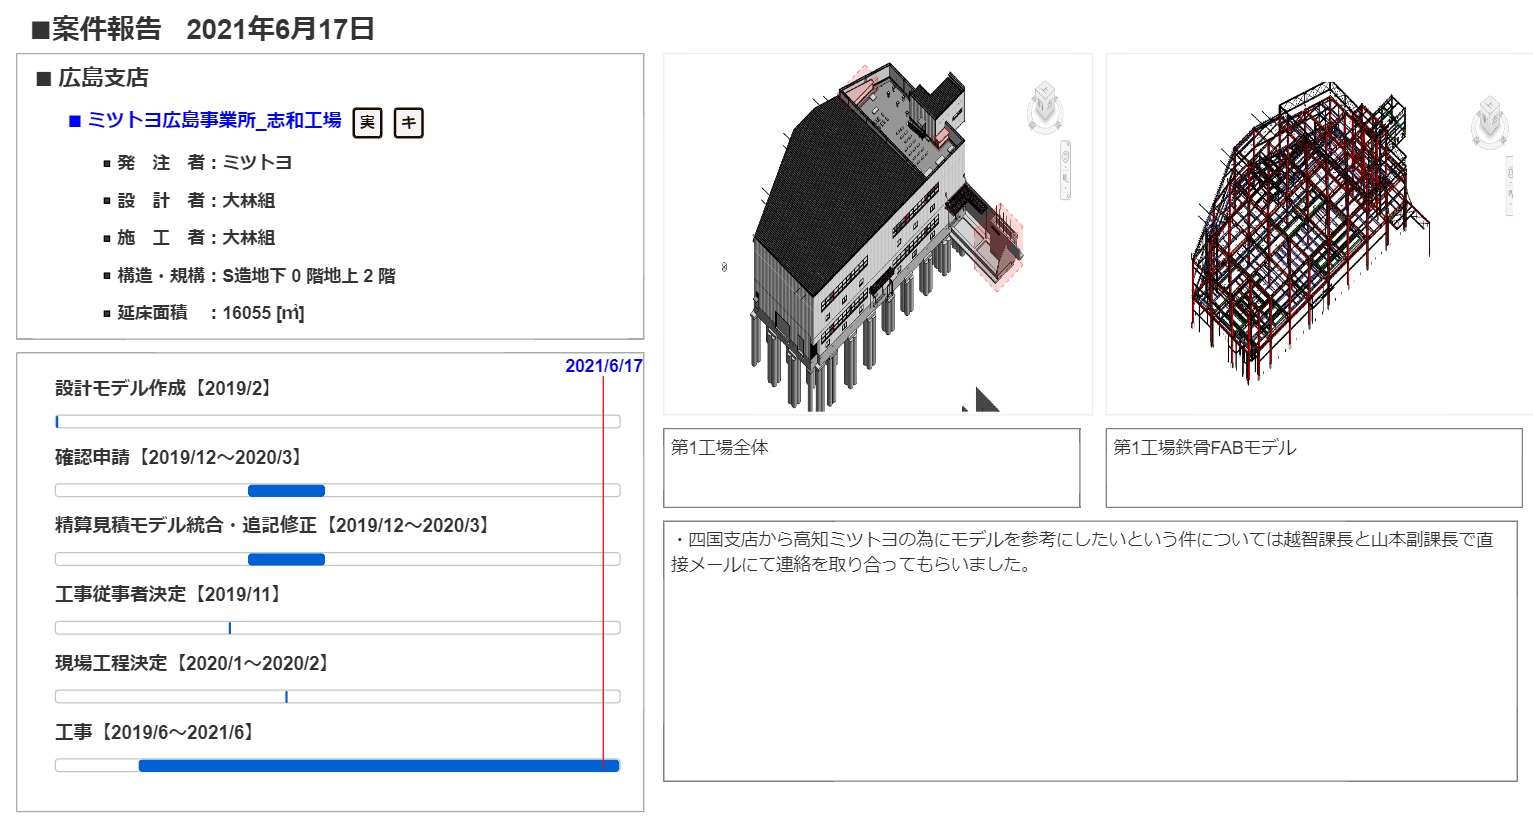 ■案件報告　2021年6月17日
■ 広島支店
■ ミツトヨ広島事業所_志和工場 実 キ
▪ 発　注　者：ミツトヨ
▪ 設　計　者：大林組
▪ 施　工　者：大林組
▪ 構造・規構：S造地下 0 階地上 2 階
▪ 延床面積　：16055 [㎡]
2021/6/17
設計モデル作成【2019/2】
確認申請【2019/12～2020/3】
精算見積モデル統合・追記修正【2019/12～2020/3】
工事従事者決定【2019/11】
現場工程決定【2020/1～2020/2】
工事【2019/6～2021/6】
第1工場全体
第1工場鉄骨FABモデル
・四国支店から高知ミツトヨの為にモデルを参考にしたいという件については越智課長と山本副課長で直
接メールにて連絡を取り合ってもらいました。